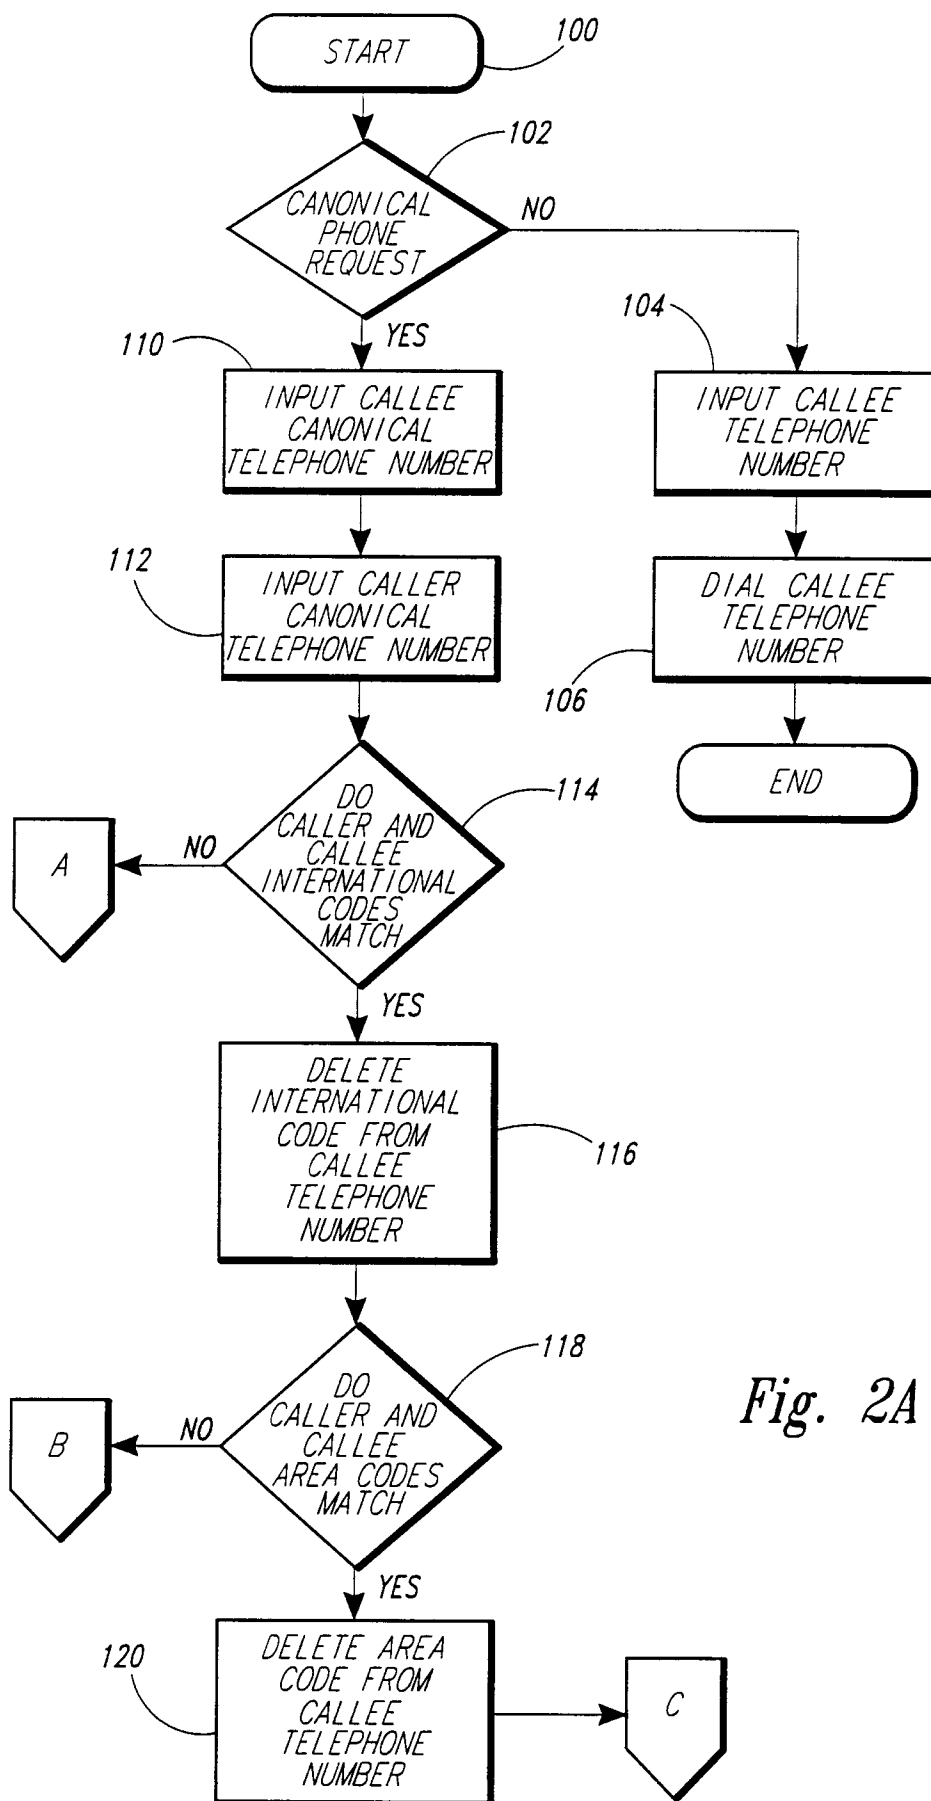 START
100
102
CANONICAL
PHONE
REQUEST
NO
YES
110
INPUT CALLEE
CANONICAL
TELEPHONE NUMBER
104
INPUT CALLEE
TELEPHONE
NUMBER
112
INPUT CALLER
CANONICAL
TELEPHONE NUMBER
DIAL CALLEE
TELEPHONE
NUMBER
106
END
DO
CALLER AND
CALLEE
INTERNATIONAL
CODES
MATCH
114
NO
A
YES
DELETE
INTERNATIONAL
CODE FROM
CALLEE
TELEPHONE
NUMBER
116
DO
CALLER AND
CALLEE
AREA CODES
MATCH
118
NO
B
Fig. 2A
YES
120
DELETE AREA
CODE FROM
CALLEE
TELEPHONE
NUMBER
C